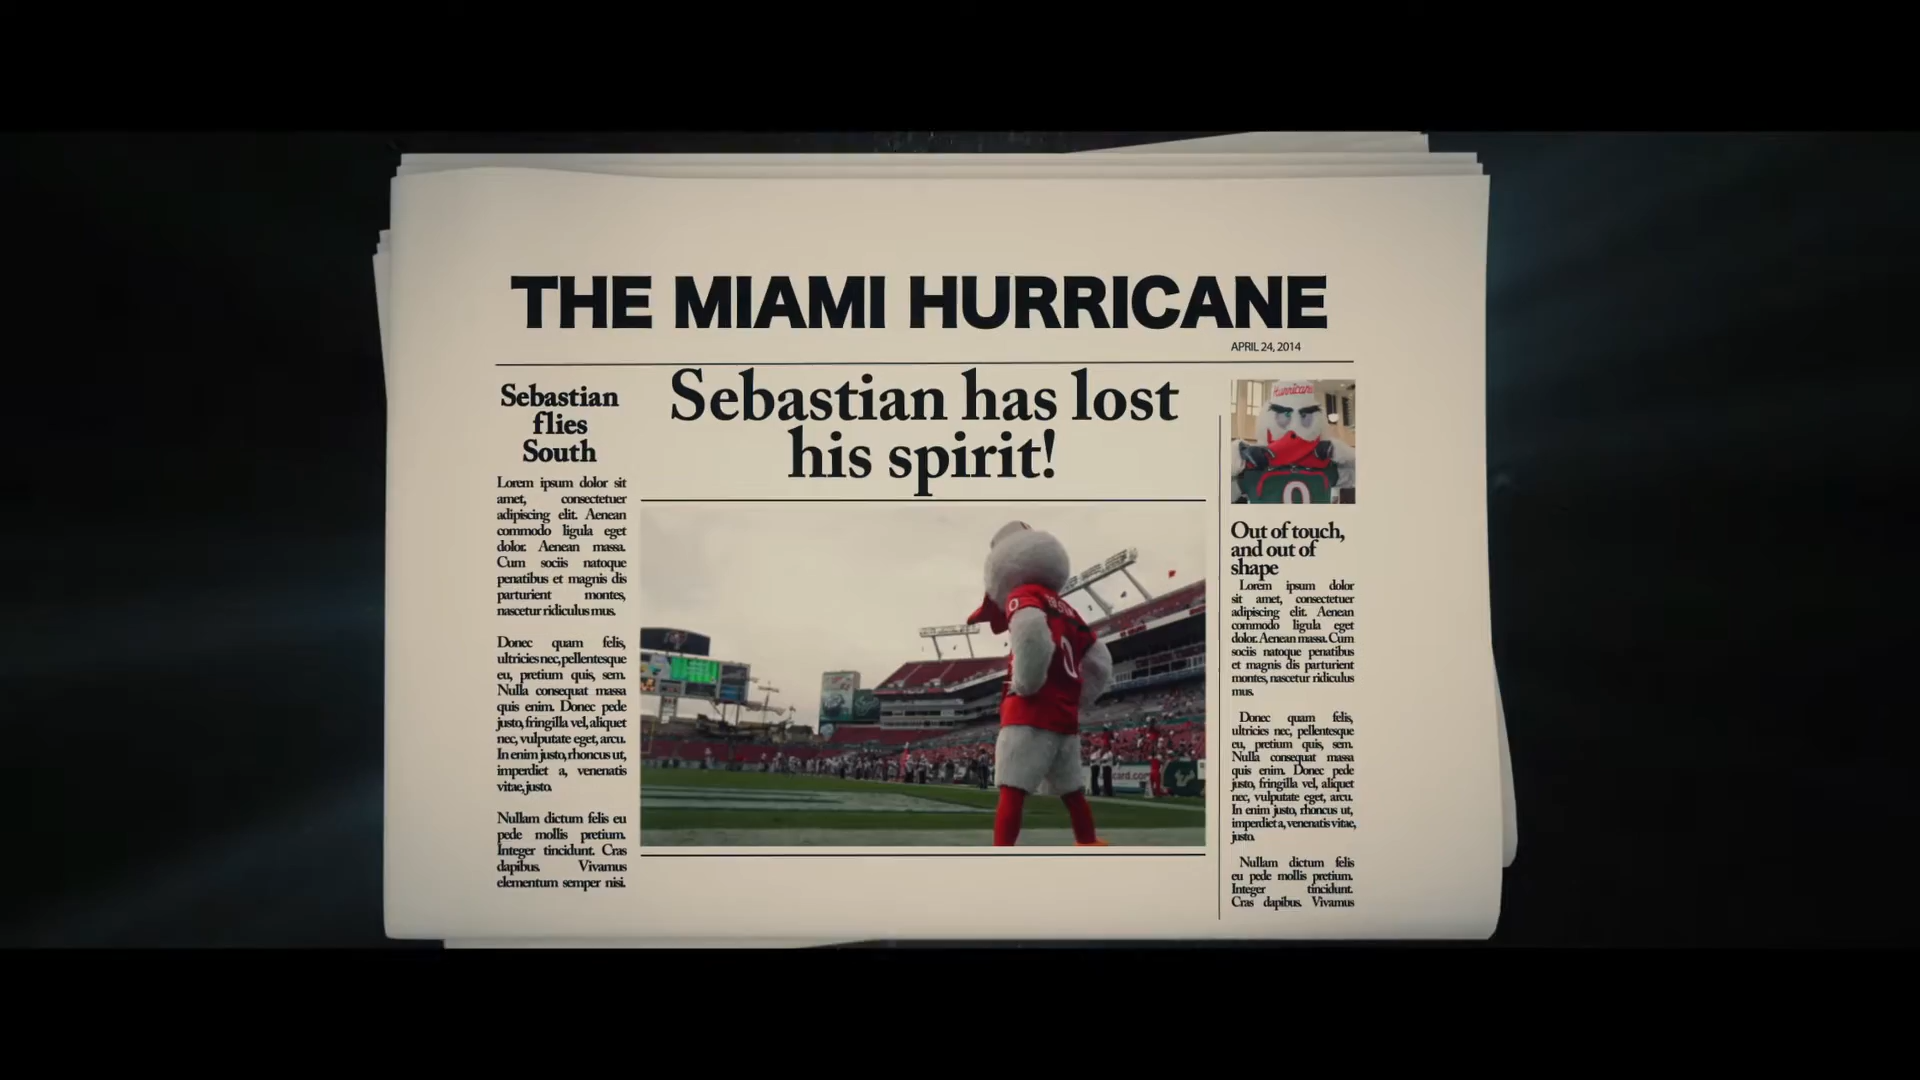 THE MIAMI HURRICANE
APRIL 24, 2014
Sebastian
flies
South
Lorem ipsum dolor sit
amet, consectetuer
adipiscing elit. Aenean
commodo ligula eget
dolor. Aenean massa.
Cum sociis natoque
penatibus et magnis dis
parturient montes,
nascetur ridiculus mus.
Donec quam felis,
ultricies nec, pellentesque
eu, pretium quis, sem.
Nulla consequat massa
quis enim. Donec pede
justo, fringilla vel, aliquet
nec, vulputate eget, arcu.
In enim justo, rhoncus ut,
imperdiet a, venenatis
vitae, justo.
Nullam dictum felis eu
pede mollis pretium.
Integer tincidunt. Cras
dapibus. Vivamus
elementum semper nisi.
Sebastian has lost
his spirit!
0
0
card.com
Hurricanes
0
Out of touch,
and out of
shape
Lorem ipsum dolor
sit amet, consectetuer
adipiscing elit. Aenean
commodo ligula eget
dolor. Aenean massa. Cum
sociis natoque penatibus
et magnis dis parturient
montes, nascetur ridiculus
mus.
Donec quam felis,
ultricies nec, pellentesque
eu, pretium quis, sem.
Nulla consequat massa
quis enim. Donec pede
justo, fringilla vel, aliquet
nec, vulputate eget, arcu.
In enim justo, rhoncus ut,
imperdiet a, venenatis vitae,
justo.
Nullam dictum felis
eu pede mollis pretium.
Integer tincidunt.
Cras dapibus. Vivamus